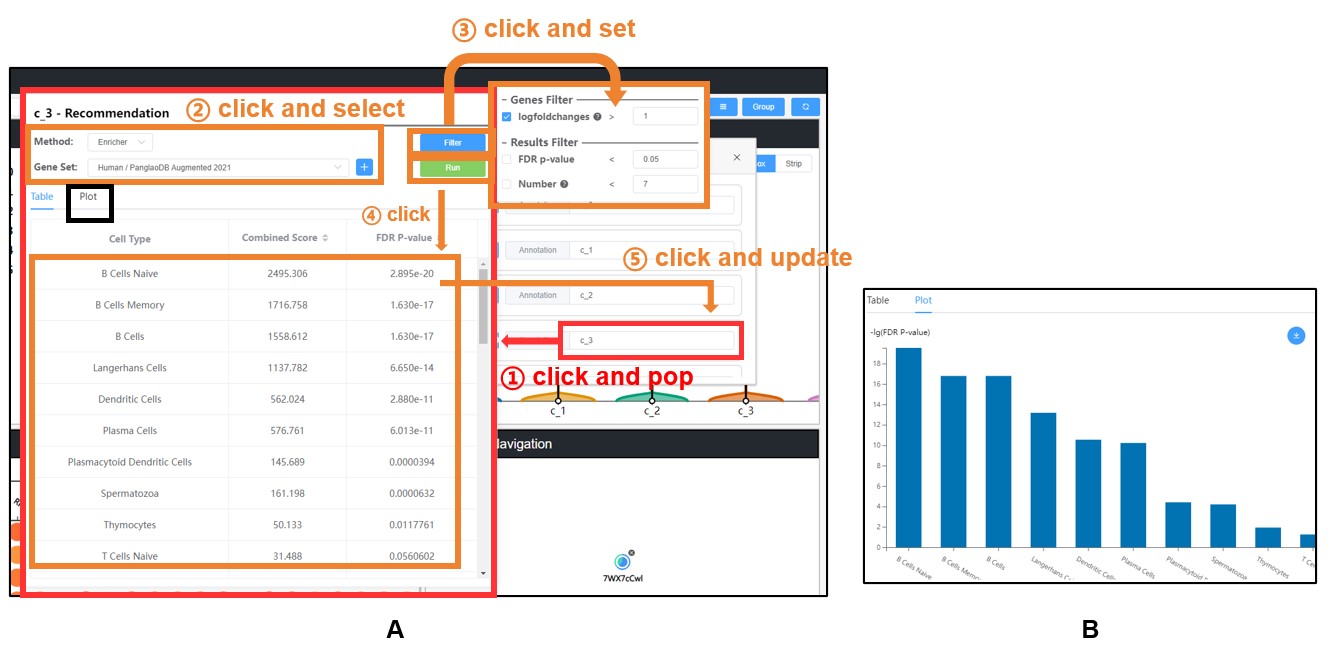 ③ click and set
c_3 - Recommendation
② click and select
Method:
Enricher
Gene Set:
Human / PanglaoDB Augmented 2021
+
Filter
Run
Genes Filter
logfoldchanges ? > 1
Results Filter
FDR p-value < 0.05
Number ? < 7
Group
Strip
Table
Plot
④ click
Cell Type Combined Score FDR P-value
B Cells Naive 2495.306 2.895e-20
B Cells Memory 1716.758 1.630e-17
B Cells 1558.612 1.630e-17
Langerhans Cells 1137.782 6.650e-14
Dendritic Cells 562.024 2.880e-11
Plasma Cells 576.761 6.013e-11
Plasmacytoid Dendritic Cells 145.689 0.0000394
Spermatozoa 161.198 0.0000632
Thymocytes 50.133 0.0117761
T Cells Naive 31.488 0.0560602
Annotation c_1
⑤ click and update
Annotation c_2
c_3
① click and pop
c_1 c_2 c_3
avigation
7WX7cCwl
A
Table Plot
-lg(FDR P-value)
18
16
14
12
10
8
6
4
2
0
B Cells Naive
B Cells Mem
B Cells
Langerhans C
Dendritic Ce
Plasma Cells
Plasmacytoid
Spermatozoa
Thymocytes
T Ce
B